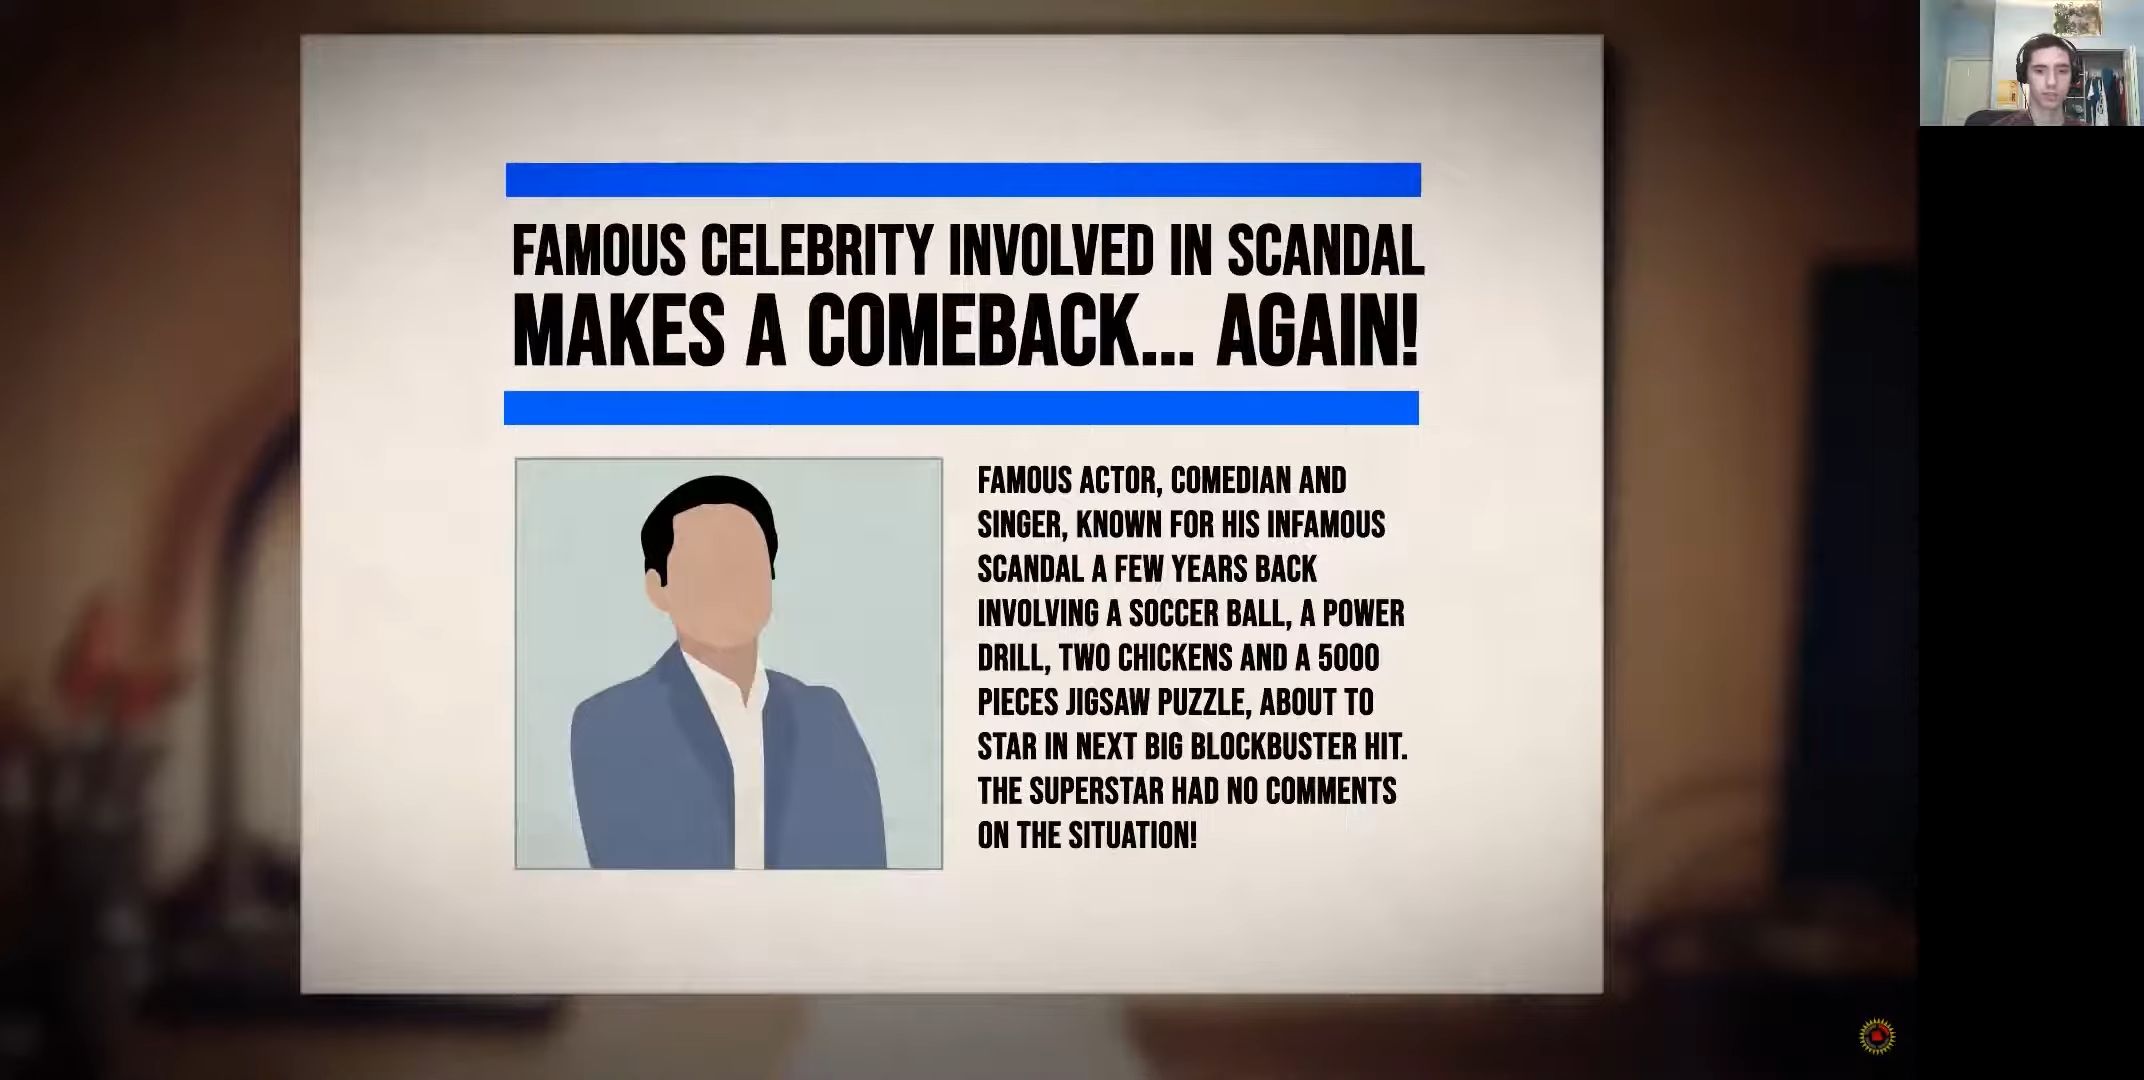 FAMOUS CELEBRITY INVOLVED IN SCANDAL
MAKES A COMEBACK... AGAIN!
FAMOUS ACTOR, COMEDIAN AND
SINGER, KNOWN FOR HIS INFAMOUS
SCANDAL A FEW YEARS BACK
INVOLVING A SOCCER BALL, A POWER
DRILL, TWO CHICKENS AND A 5000
PIECES JIGSAW PUZZLE, ABOUT TO
STAR IN NEXT BIG BLOCKBUSTER HIT.
THE SUPERSTAR HAD NO COMMENTS
ON THE SITUATION!